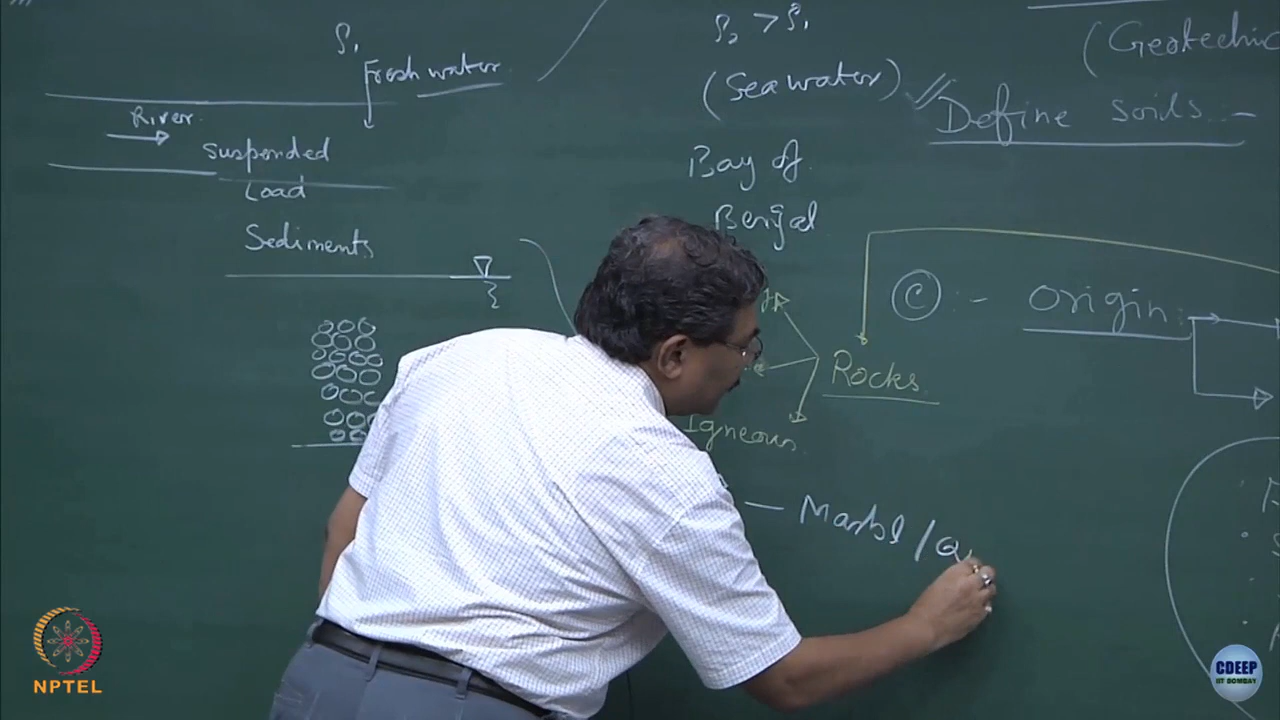 ρ₁
Fresh water
River
suspended
Load
Sediments
ρ₂ > ρ₁
(Sea water)
Bay of
Bengal
(Geotechnic
Define soils :-
© :- Origin:
Rocks
Igneous
— Marbl / Q
NPTEL
CDEEP
IIT BOMBAY